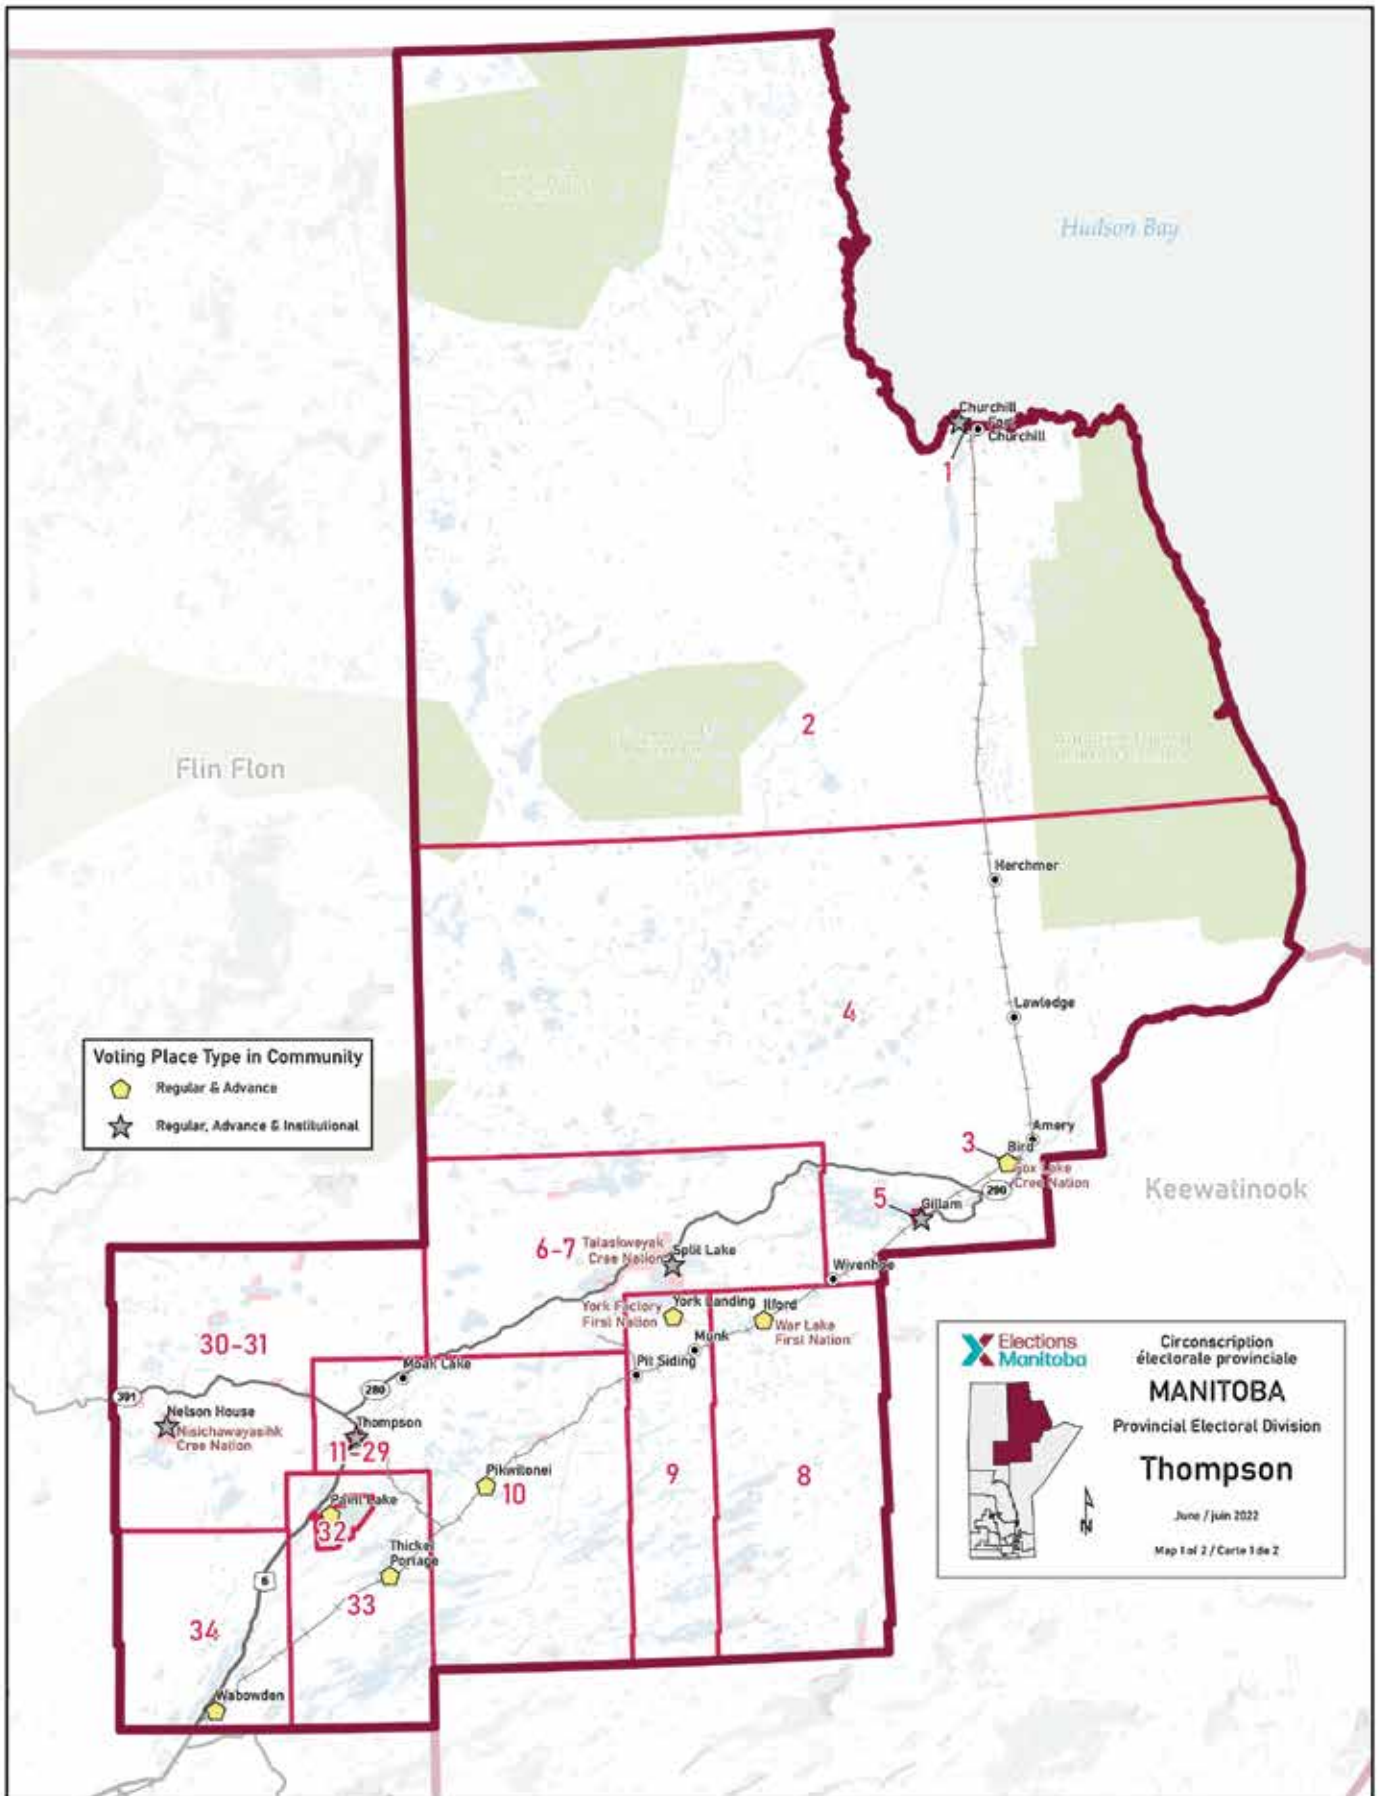 Hudson Bay
Churchill
Fort
Churchill
1
2
Flin Flon
Herchmer
4
Lawledge
Voting Place Type in Community
Regular & Advance
Regular, Advance & Institutional
Amery
3
Bird
Fox Lake
Cree Nation
290
5
Gillam
Keewatinook
6-7
Tataskweyak
Cree Nation
Split Lake
Wivenhoe
York Factory
First Nation
York Landing
Ilford
War Lake
First Nation
Munk
Pit Siding
30-31
Moak Lake
280
391
Nelson House
Nisichawayasihk
Cree Nation
Thompson
11-29
Pikwitonei
10
9
8
Paint Lake
32
Thicket
Portage
33
6
34
Wabowden
Elections
Manitoba
Circonscription
électorale provinciale
MANITOBA
Provincial Electoral Division
Thompson
June / juin 2022
N
Map 1 of 2 / Carte 1 de 2